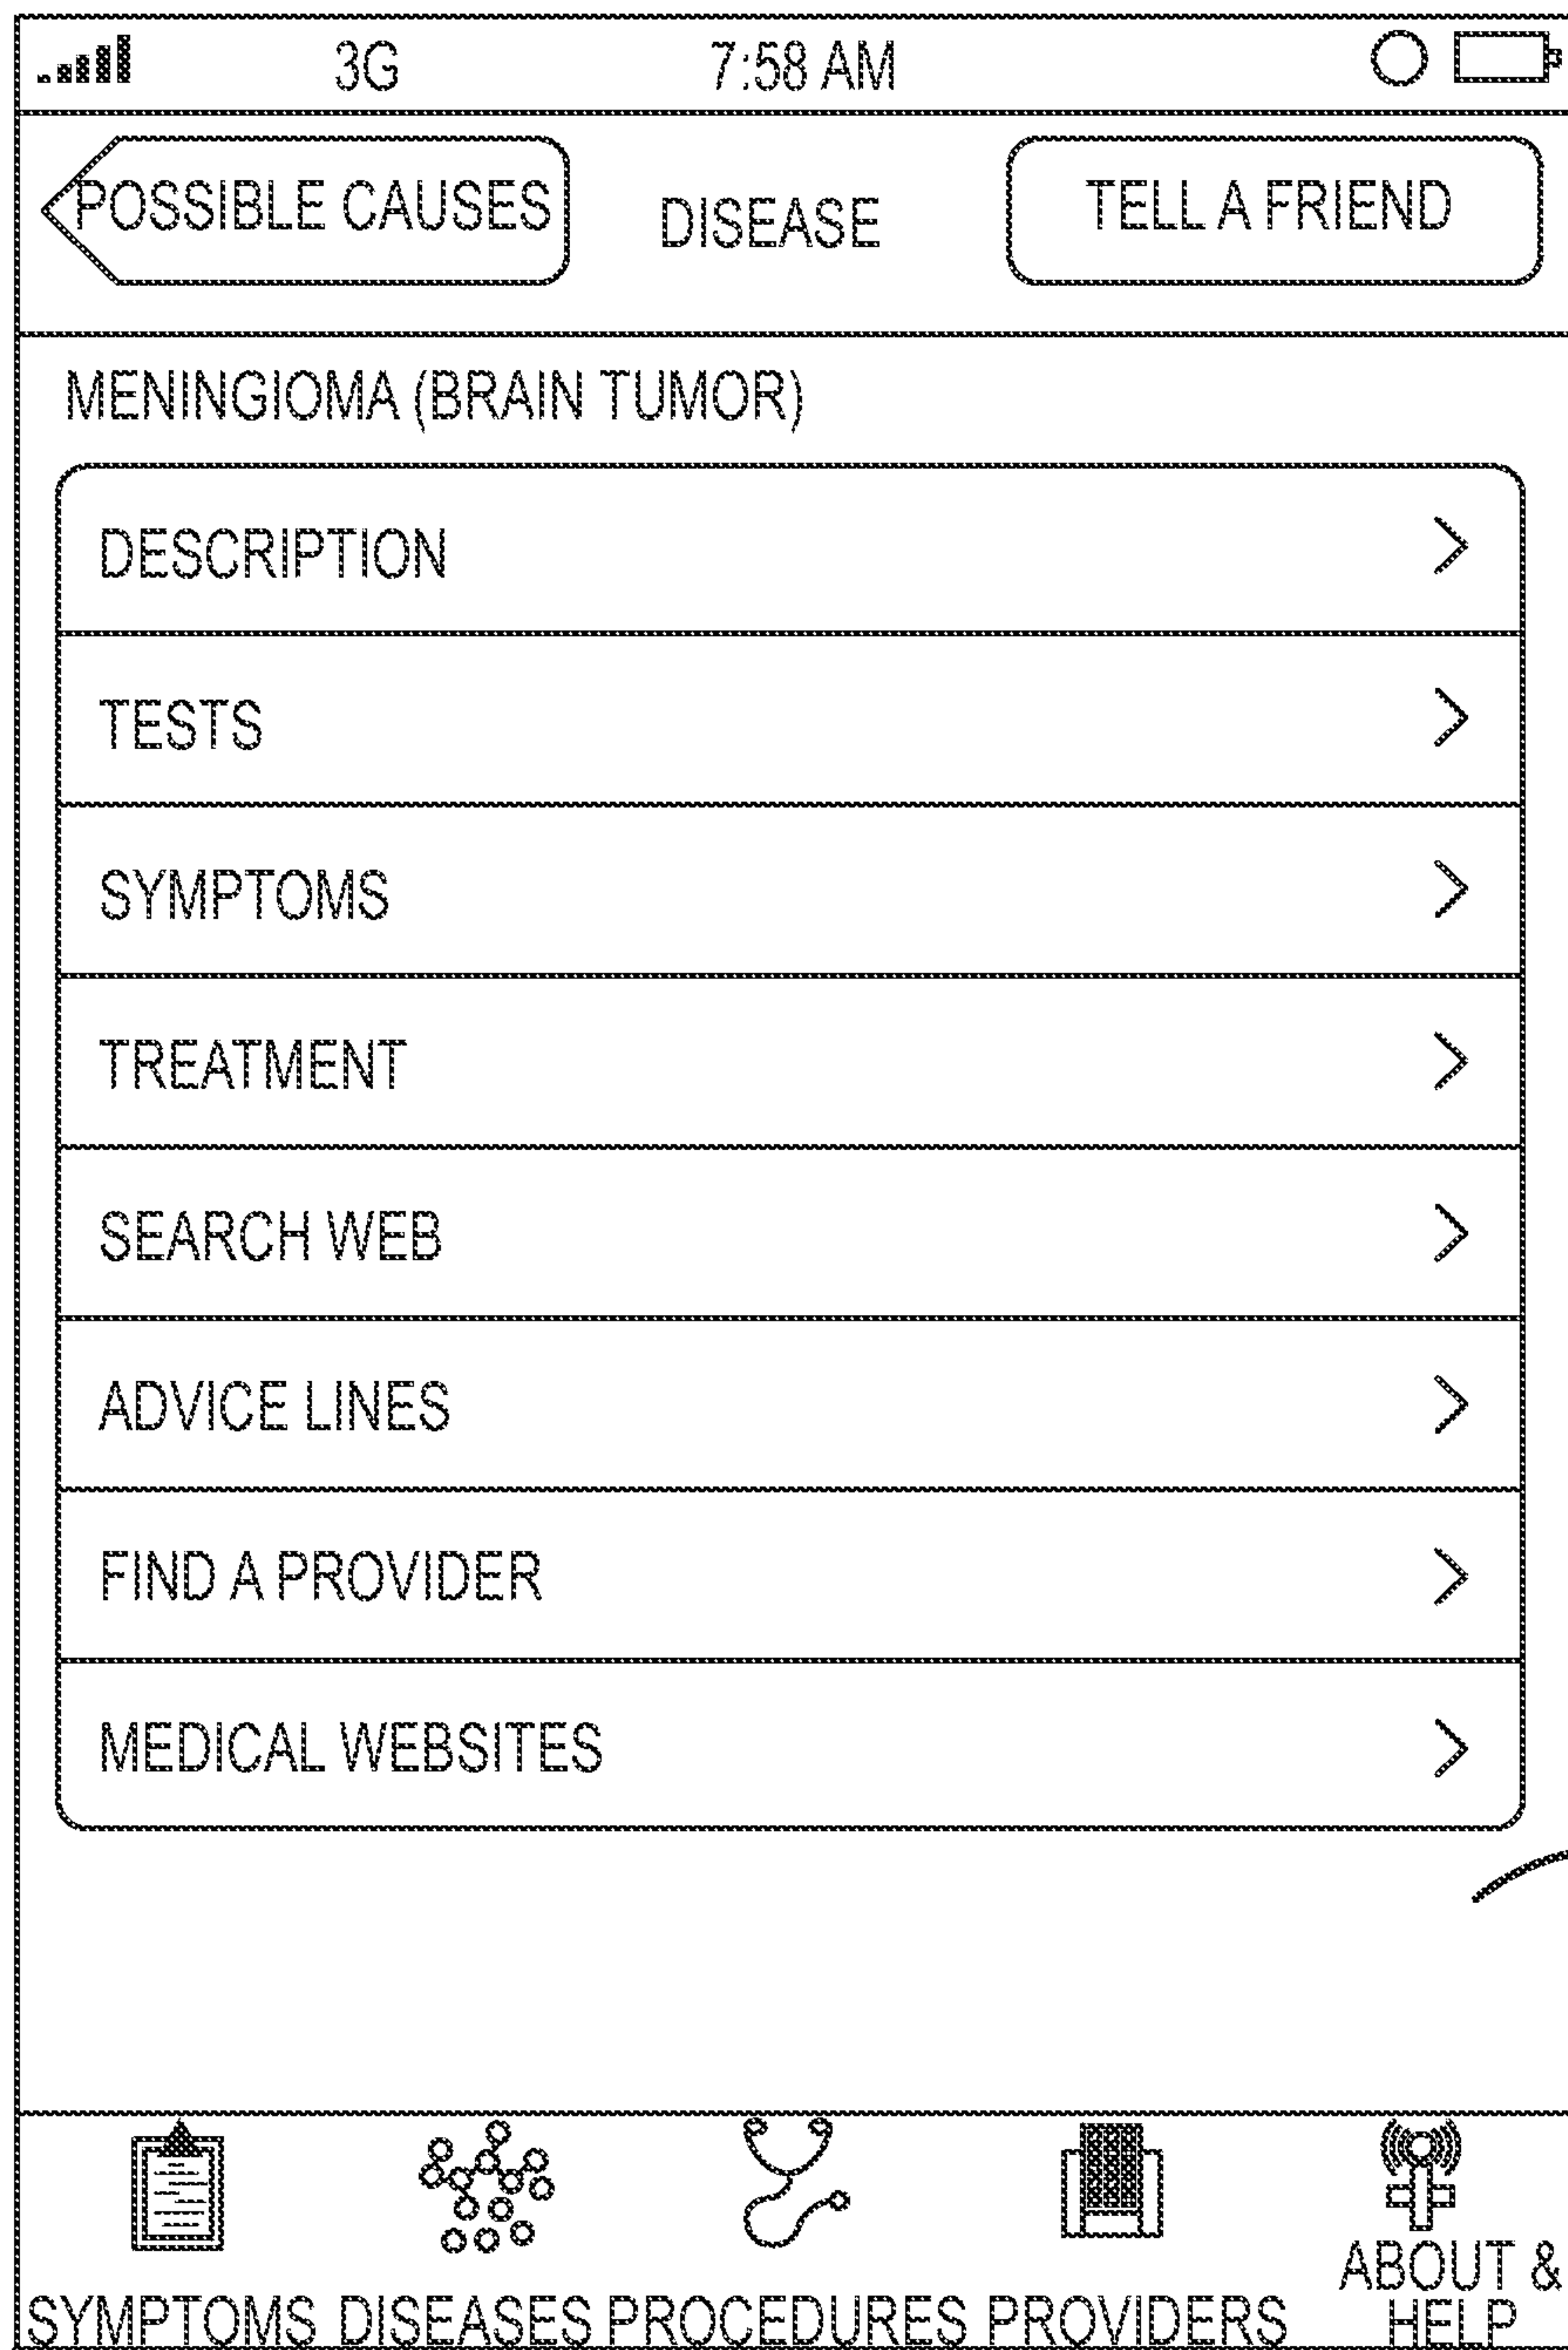 3G 7:58 AM
POSSIBLE CAUSES DISEASE TELL A FRIEND
MENINGIOMA (BRAIN TUMOR)
DESCRIPTION
TESTS
SYMPTOMS
TREATMENT
SEARCH WEB
ADVICE LINES
FIND A PROVIDER
MEDICAL WEBSITES
SYMPTOMS DISEASES PROCEDURES PROVIDERS ABOUT &
HELP